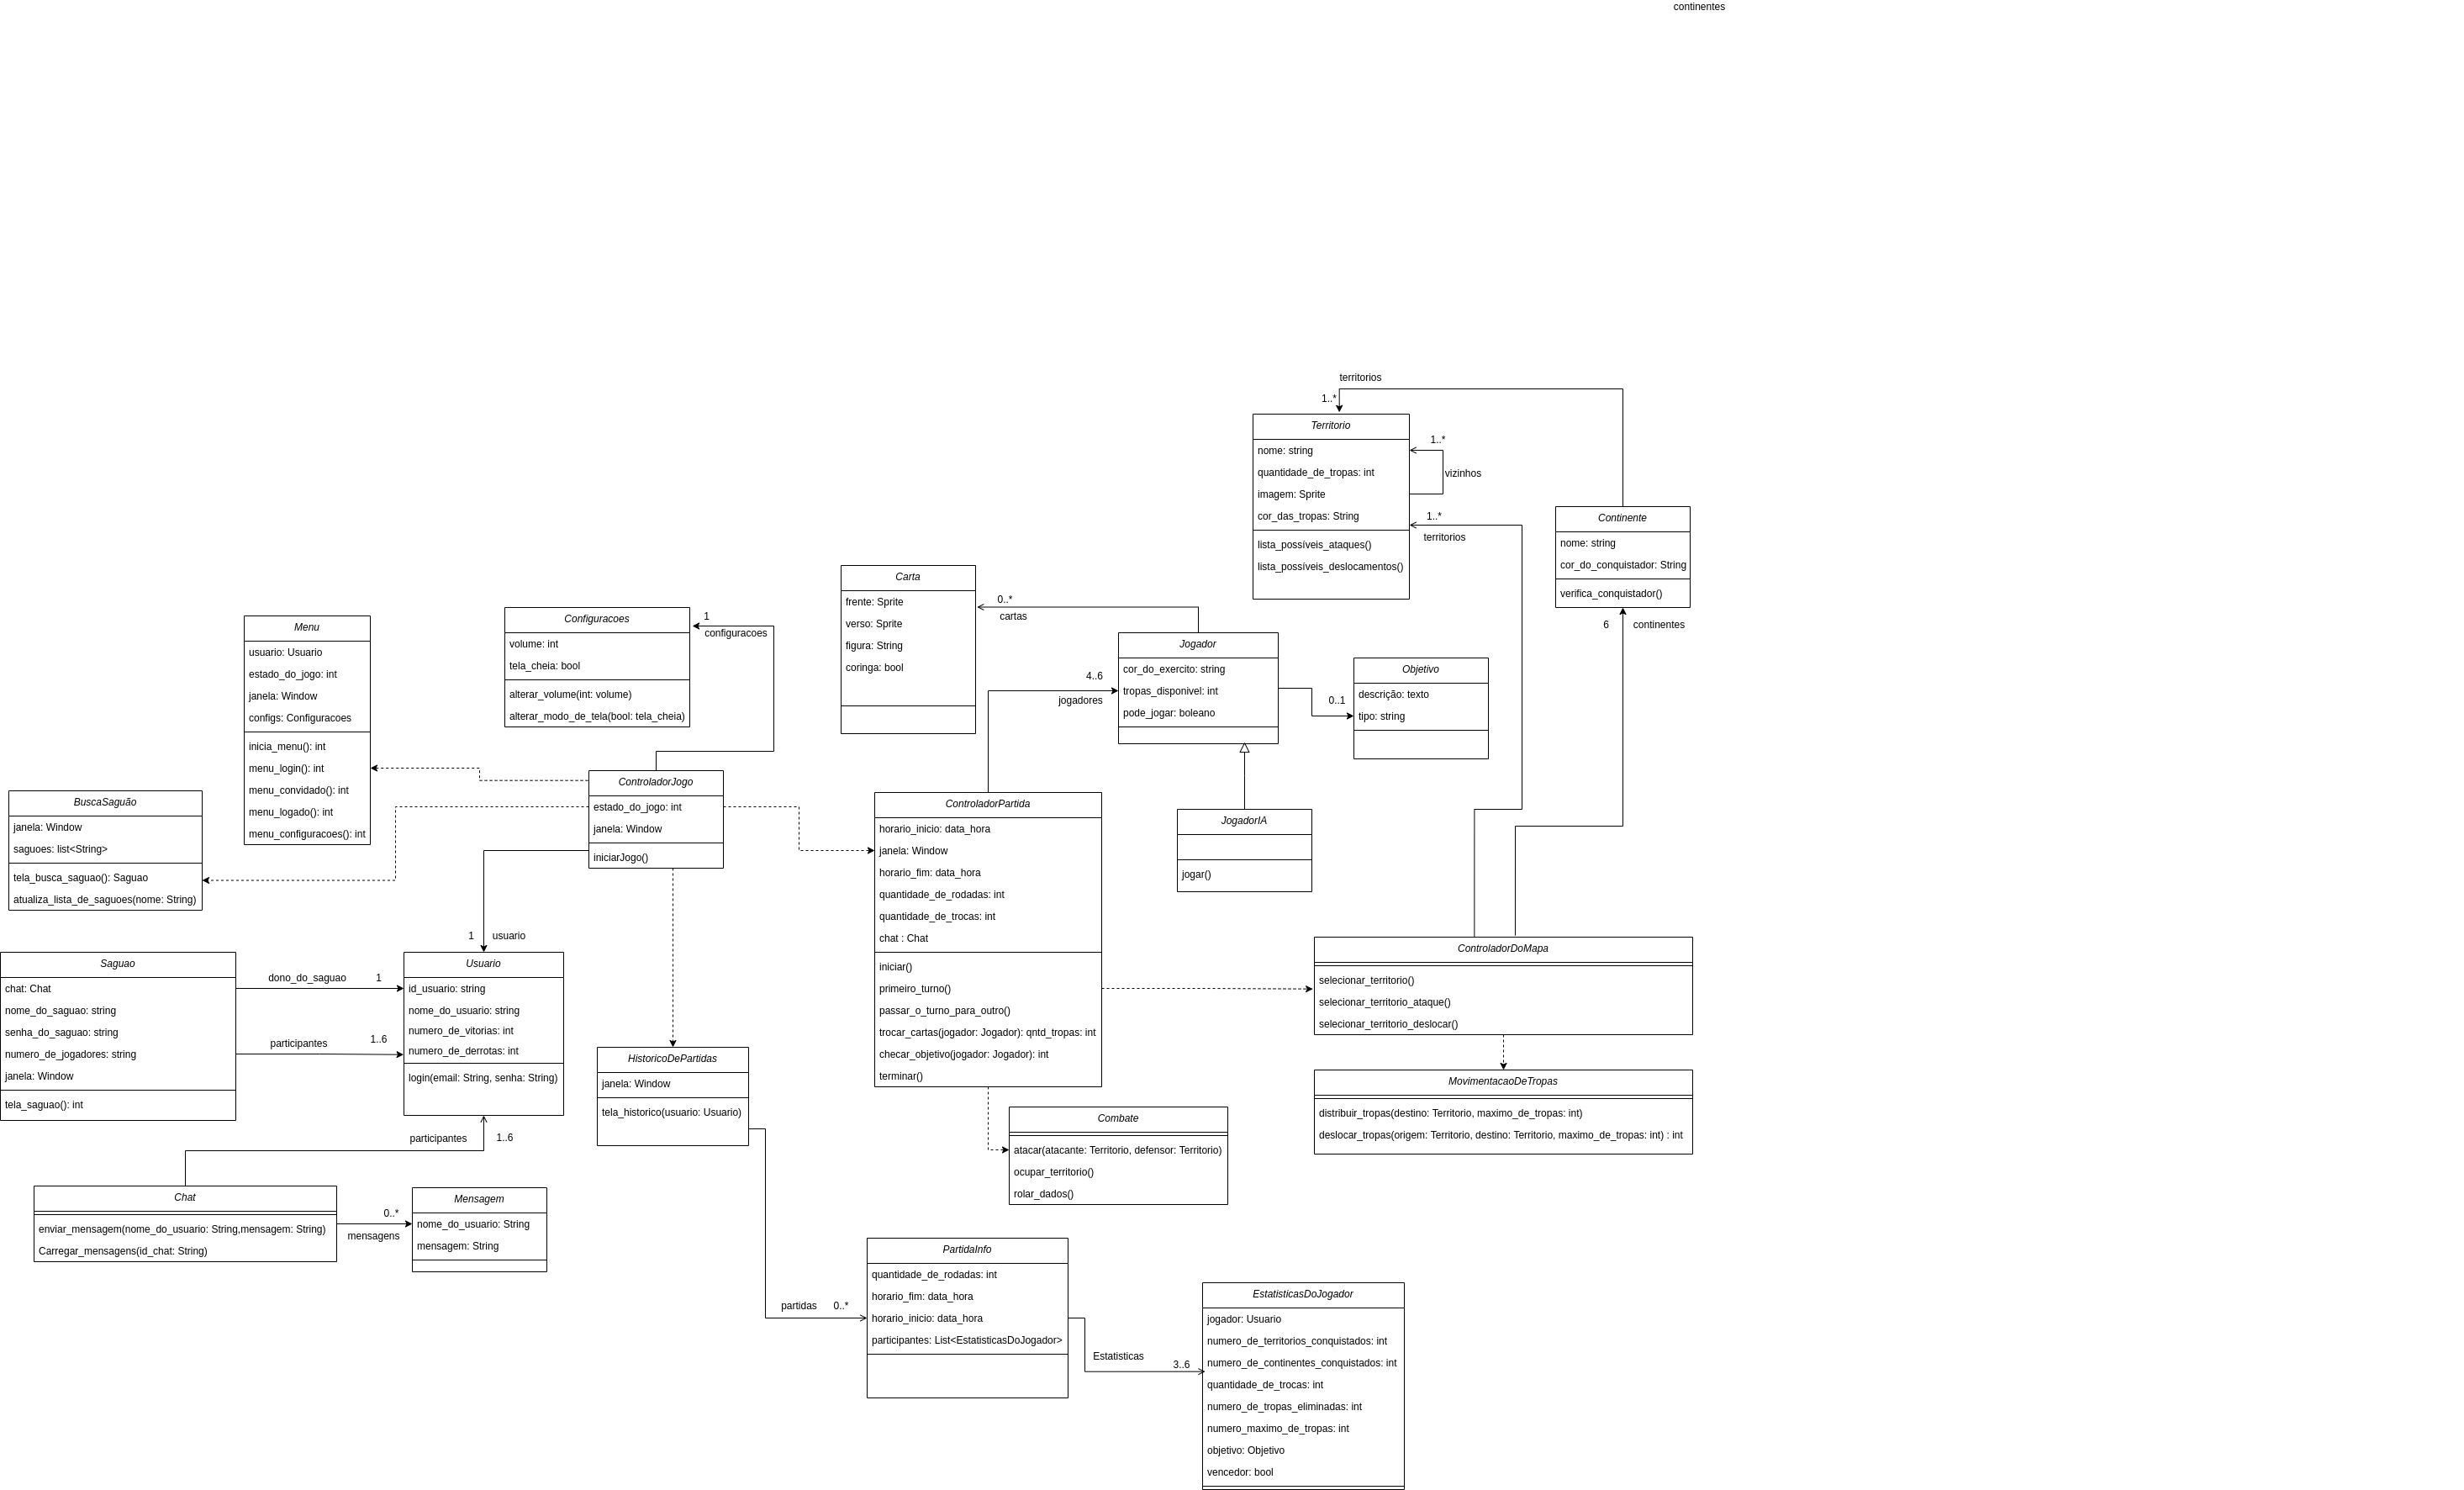 continentes
territorios
1..*
Territorio
nome: string
quantidade_de_tropas: int
imagem: Sprite
cor_das_tropas: String
lista_possíveis_ataques()
lista_possíveis_deslocamentos()
1..*
vizinhos
1..*
territorios
Continente
nome: string
cor_do_conquistador: String
verifica_conquistador()
6
continentes
Carta
frente: Sprite
verso: Sprite
figura: String
coringa: bool
0..*
cartas
Jogador
cor_do_exercito: string
tropas_disponivel: int
pode_jogar: boleano
4..6
jogadores
Objetivo
descrição: texto
tipo: string
0..1
Configuracoes
volume: int
tela_cheia: bool
alterar_volume(int: volume)
alterar_modo_de_tela(bool: tela_cheia)
1
configuracoes
Menu
usuario: Usuario
estado_do_jogo: int
janela: Window
configs: Configuracoes
inicia_menu(): int
menu_login(): int
menu_convidado(): int
menu_logado(): int
menu_configuracoes(): int
ControladorJogo
estado_do_jogo: int
janela: Window
iniciarJogo()
BuscaSaguão
janela: Window
saguoes: list<String>
tela_busca_saguao(): Saguao
atualiza_lista_de_saguoes(nome: String)
ControladorPartida
horario_inicio: data_hora
janela: Window
horario_fim: data_hora
quantidade_de_rodadas: int
quantidade_de_trocas: int
chat : Chat
iniciar()
primeiro_turno()
passar_o_turno_para_outro()
trocar_cartas(jogador: Jogador): qntd_tropas: int
checar_objetivo(jogador: Jogador): int
terminar()
JogadorIA
jogar()
1
usuario
Saguao
chat: Chat
nome_do_saguao: string
senha_do_saguao: string
numero_de_jogadores: string
janela: Window
tela_saguao(): int
dono_do_saguao
1
participantes
1..6
Usuario
id_usuario: string
nome_do_usuario: string
numero_de_vitorias: int
numero_de_derrotas: int
login(email: String, senha: String)
participantes
1..6
ControladorDoMapa
selecionar_territorio()
selecionar_territorio_ataque()
selecionar_territorio_deslocar()
HistoricoDePartidas
janela: Window
tela_historico(usuario: Usuario)
MovimentacaoDeTropas
distribuir_tropas(destino: Territorio, maximo_de_tropas: int)
deslocar_tropas(origem: Territorio, destino: Territorio, maximo_de_tropas: int) : int
Combate
atacar(atacante: Territorio, defensor: Territorio)
ocupar_territorio()
rolar_dados()
Chat
enviar_mensagem(nome_do_usuario: String,mensagem: String)
Carregar_mensagens(id_chat: String)
0..*
mensagens
Mensagem
nome_do_usuario: String
mensagem: String
partidas
0..*
PartidaInfo
quantidade_de_rodadas: int
horario_fim: data_hora
horario_inicio: data_hora
participantes: List<EstatisticasDoJogador>
Estatisticas
3..6
EstatisticasDoJogador
jogador: Usuario
numero_de_territorios_conquistados: int
numero_de_continentes_conquistados: int
quantidade_de_trocas: int
numero_de_tropas_eliminadas: int
numero_maximo_de_tropas: int
objetivo: Objetivo
vencedor: bool